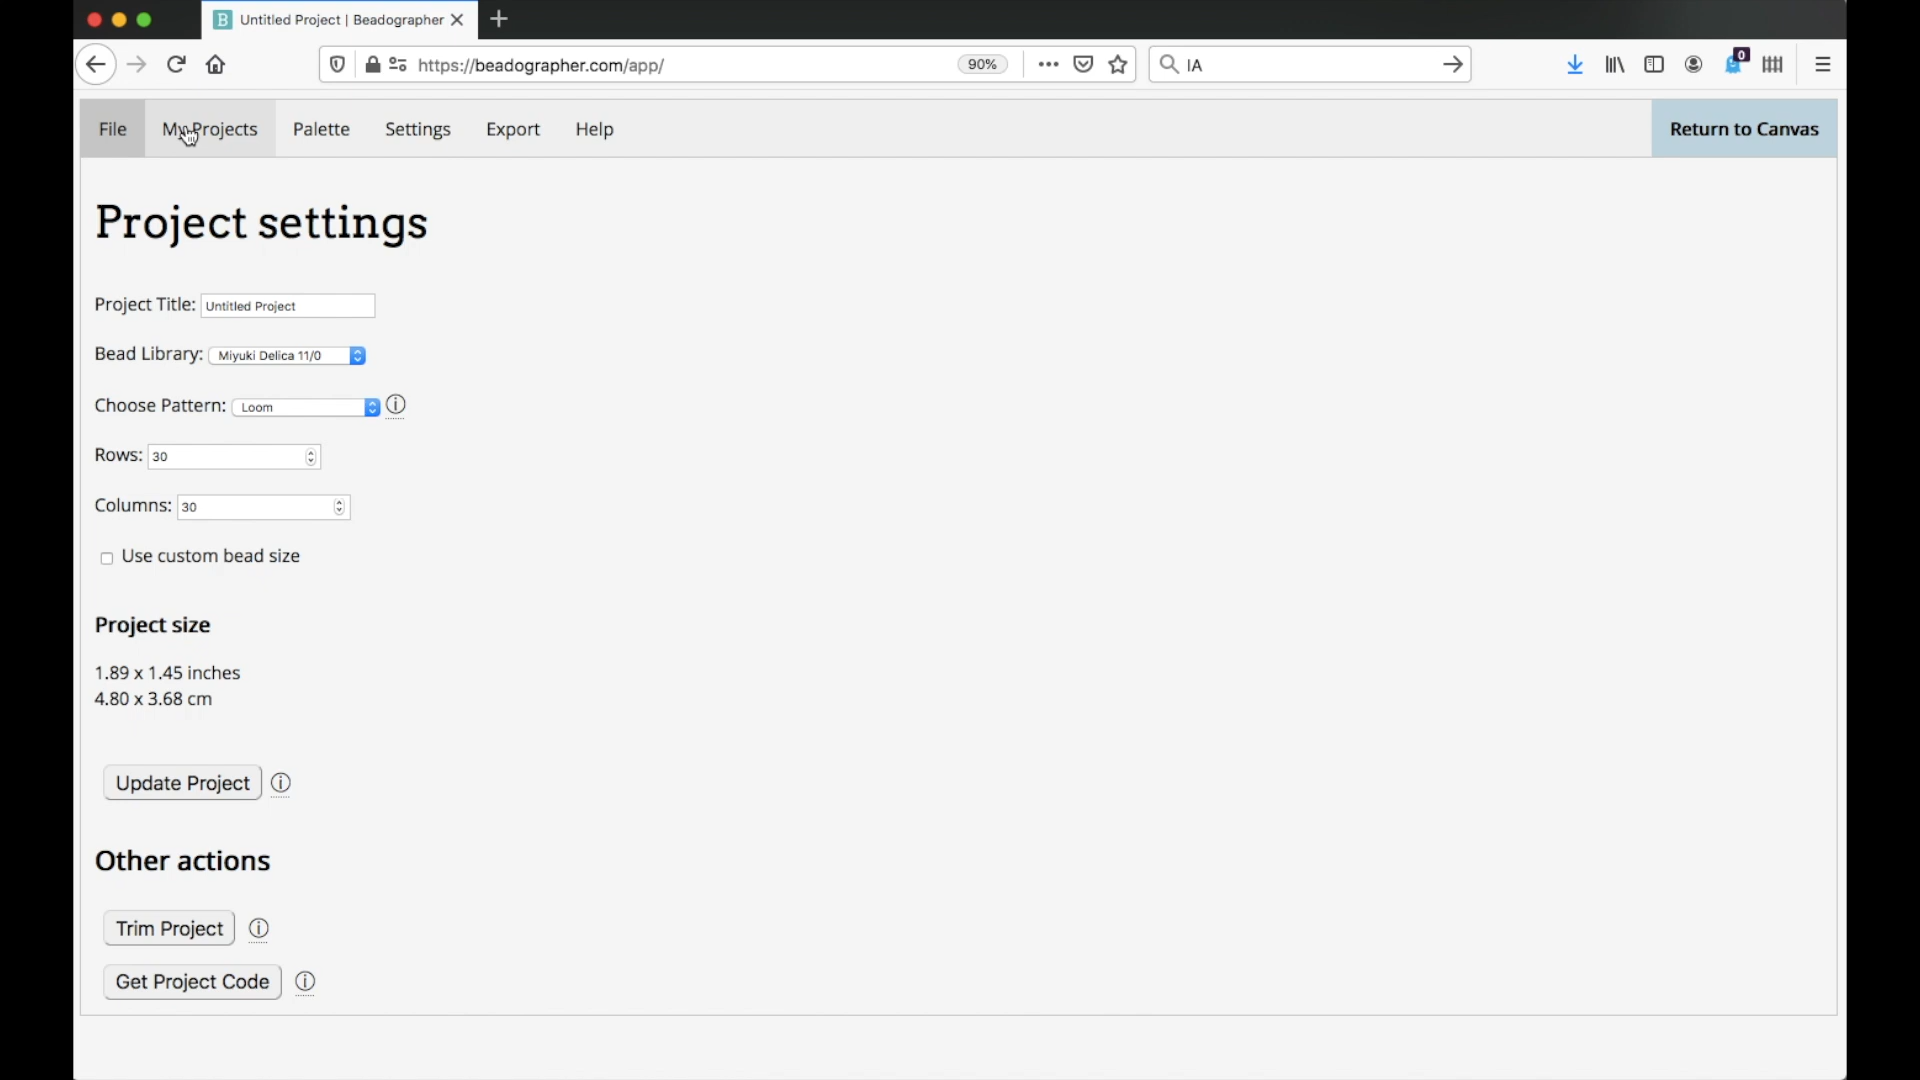 Untitled Project | Beadographer
https://beadographer.com/app/
90%
IA
0
File
My Projects
Palette
Settings
Export
Help
Return to Canvas
Project settings
Project Title: Untitled Project
Bead Library: Miyuki Delica 11/0
Choose Pattern: Loom
Rows: 30
Columns: 30
Use custom bead size
Project size
1.89 x 1.45 inches
4.80 x 3.68 cm
Update Project
Other actions
Trim Project
Get Project Code